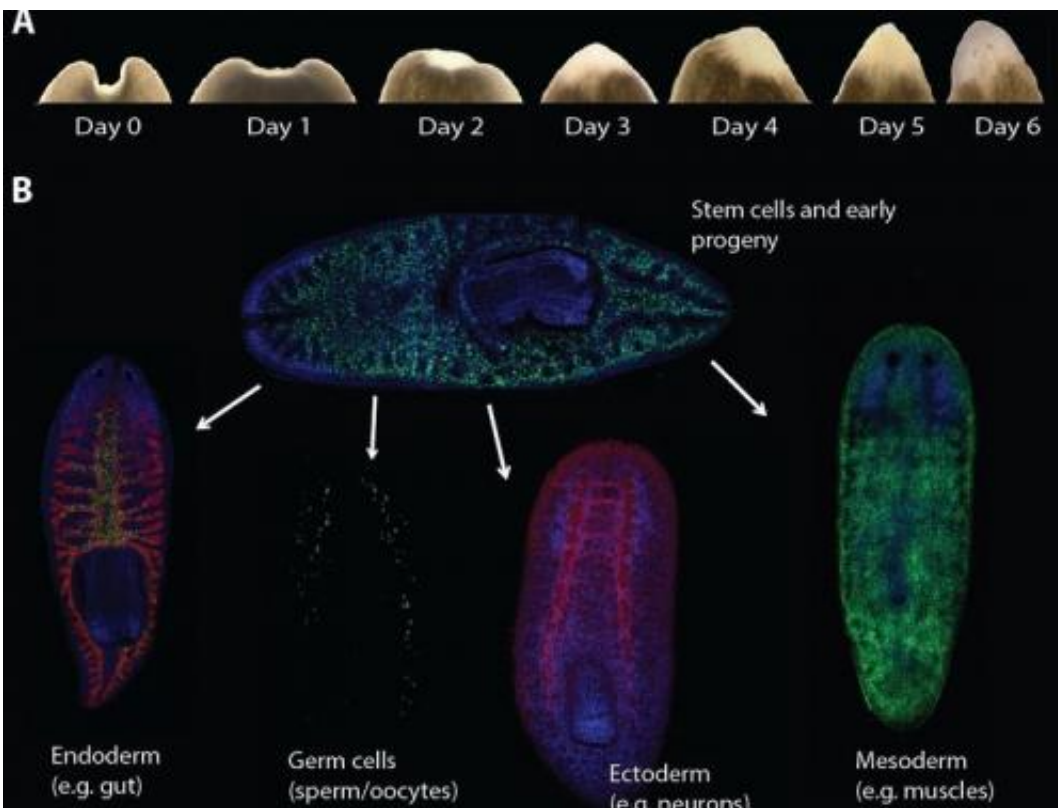 A
Day 0 Day 1 Day 2 Day 3 Day 4 Day 5 Day 6
B
Stem cells and early
progeny
Endoderm
(e.g. gut)
Germ cells
(sperm/oocytes)
Ectoderm
(e.g. neurons)
Mesoderm
(e.g. muscles)